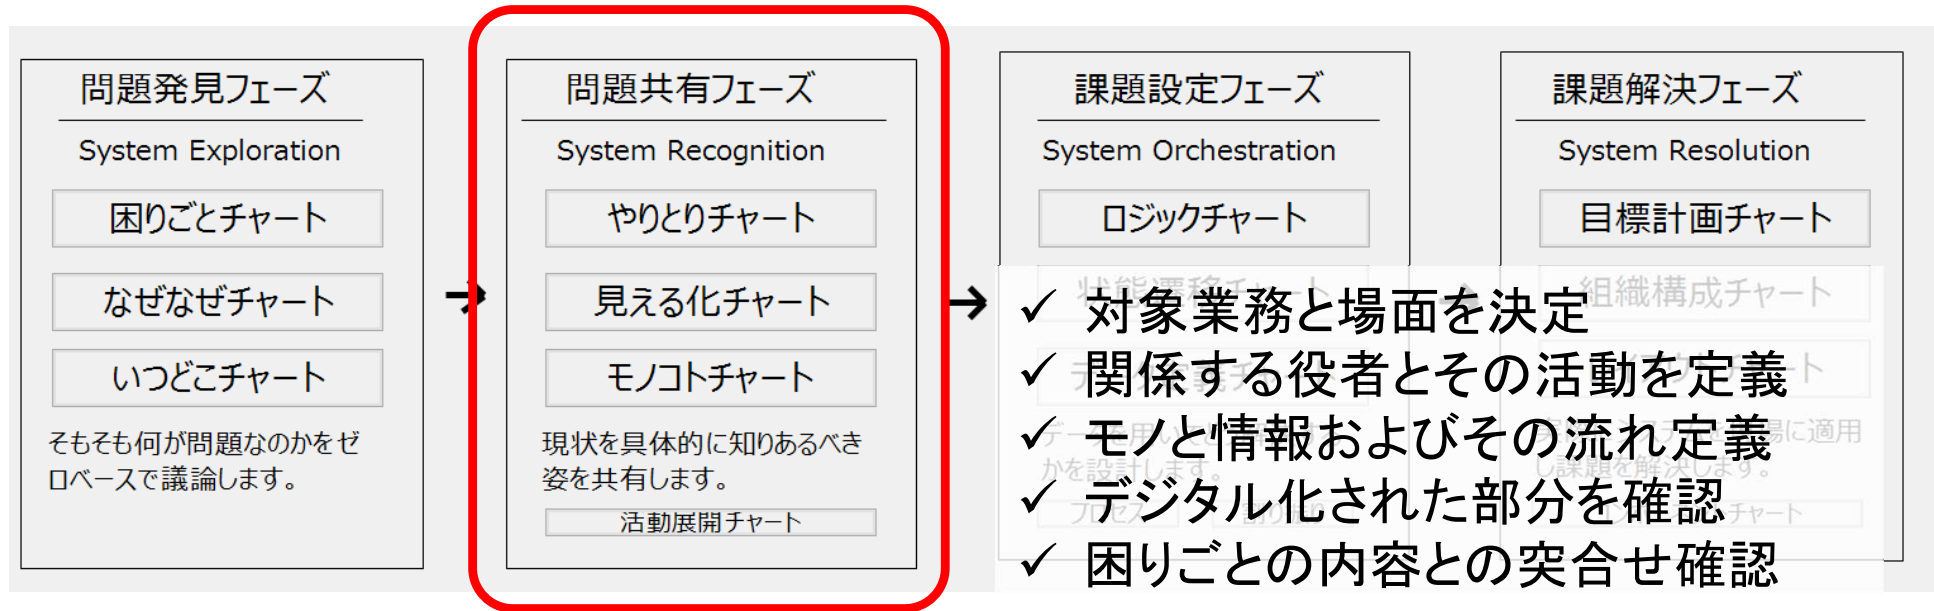 問題発見フェーズ
System Exploration
困りごとチャート
なぜなぜチャート
いつどこチャート
そもそも何が問題なのかをゼ
ロベースで議論します。
問題共有フェーズ
System Recognition
やりとりチャート
見える化チャート
モノコトチャート
現状を具体的に知りあるべき
姿を共有します。
活動展開チャート
課題設定フェーズ
System Orchestration
ロジックチャート
状態遷移チャート
課題解決フェーズ
System Resolution
目標計画チャート
組織構成チャート
✓ 対象業務と場面を決定
✓ 関係する役者とその活動を定義
✓ モノと情報およびその流れ定義
✓ デジタル化された部分を確認
✓ 困りごとの内容との突合せ確認